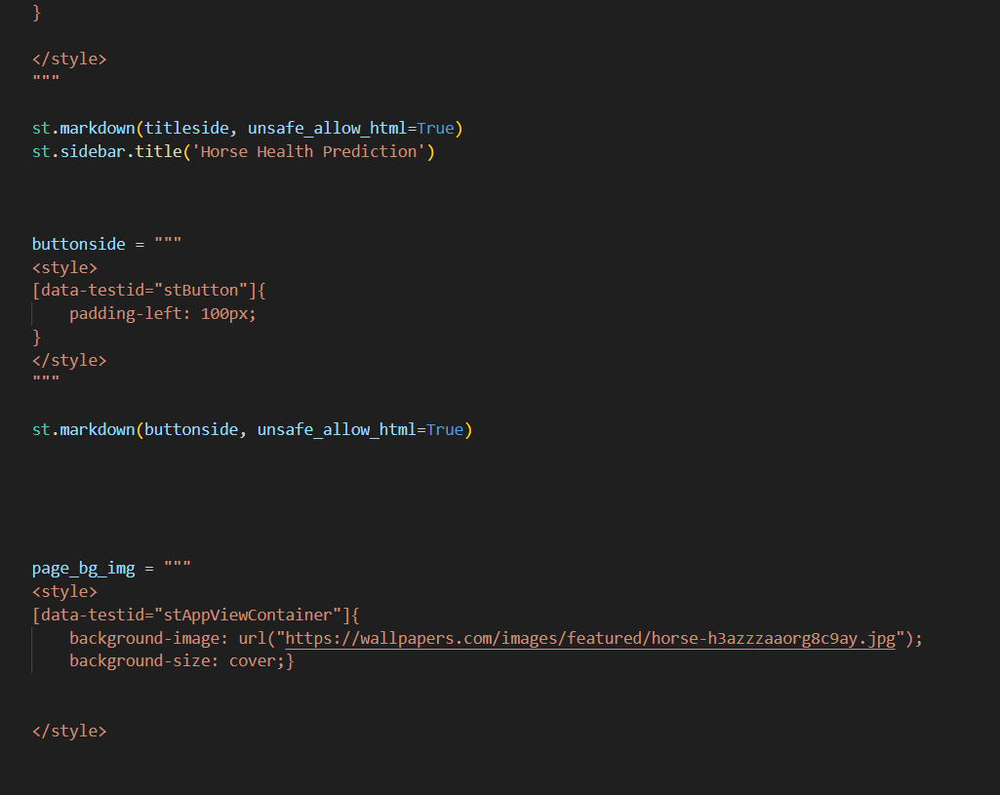 }
</style>
"""
st.markdown(titleside, unsafe_allow_html=True)
st.sidebar.title('Horse Health Prediction')
buttonside = """
<style>
[data-testid="stButton"]{
    padding-left: 100px;
}
</style>
"""
st.markdown(buttonside, unsafe_allow_html=True)
page_bg_img = """
<style>
[data-testid="stAppViewContainer"]{
    background-image: url("https://wallpapers.com/images/featured/horse-h3azzzaaorg8c9ay.jpg");
    background-size: cover;}
</style>